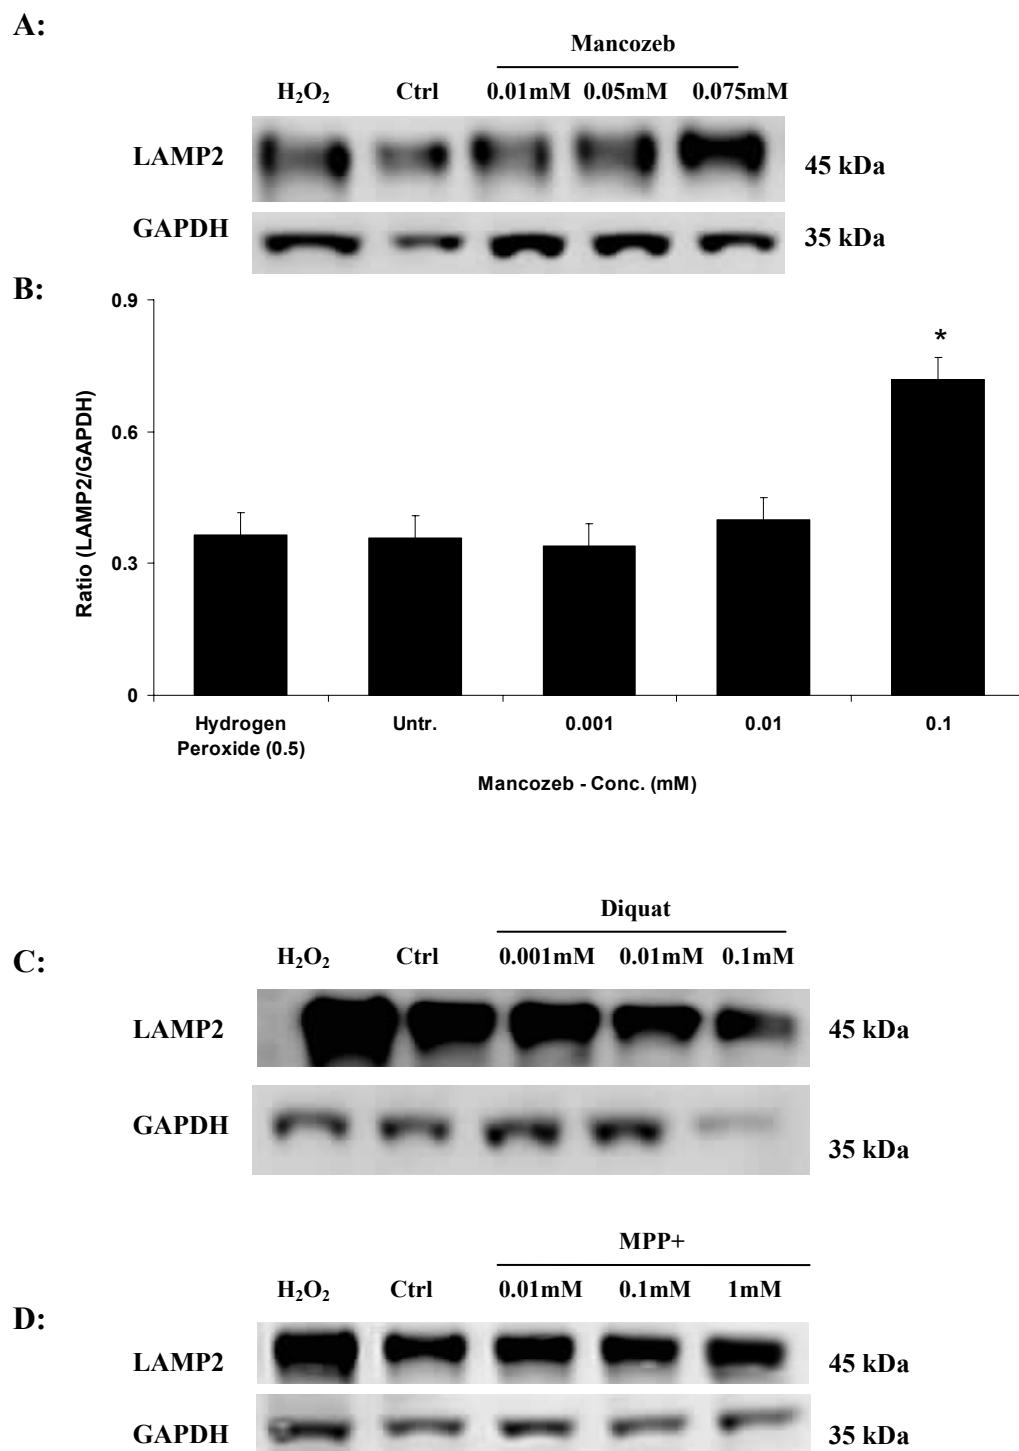 A:
Mancozeb
H₂O₂ Ctrl 0.01mM 0.05mM 0.075mM
LAMP2 45 kDa
GAPDH 35 kDa
B:
0.9
0.6
0.3
0
Ratio (LAMP2/GAPDH)
*
Hydrogen Peroxide (0.5) Untr. 0.001 0.01 0.1
Mancozeb - Conc. (mM)
Diquat
C:
H₂O₂ Ctrl 0.001mM 0.01mM 0.1mM
LAMP2 45 kDa
GAPDH 35 kDa
MPP+
H₂O₂ Ctrl 0.01mM 0.1mM 1mM
D:
LAMP2 45 kDa
GAPDH 35 kDa